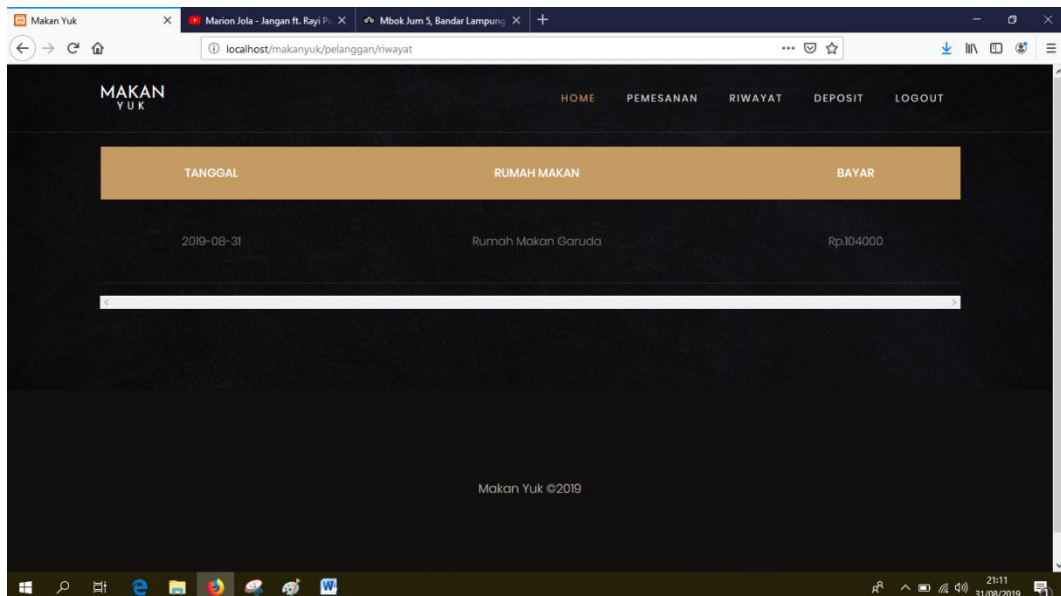 Makan Yuk
Marion Jola - Jangan ft. Rayi Pu
Mbok Jum 5, Bandar Lampung
localhost/makanyuk/pelanggan/riwayat
MAKAN
YUK
HOME PEMESANAN RIWAYAT DEPOSIT LOGOUT
TANGGAL RUMAH MAKAN BAYAR
2019-08-31 Rumah Makan Garuda Rp.104000
Makan Yuk ©2019
21:11
31/08/2019